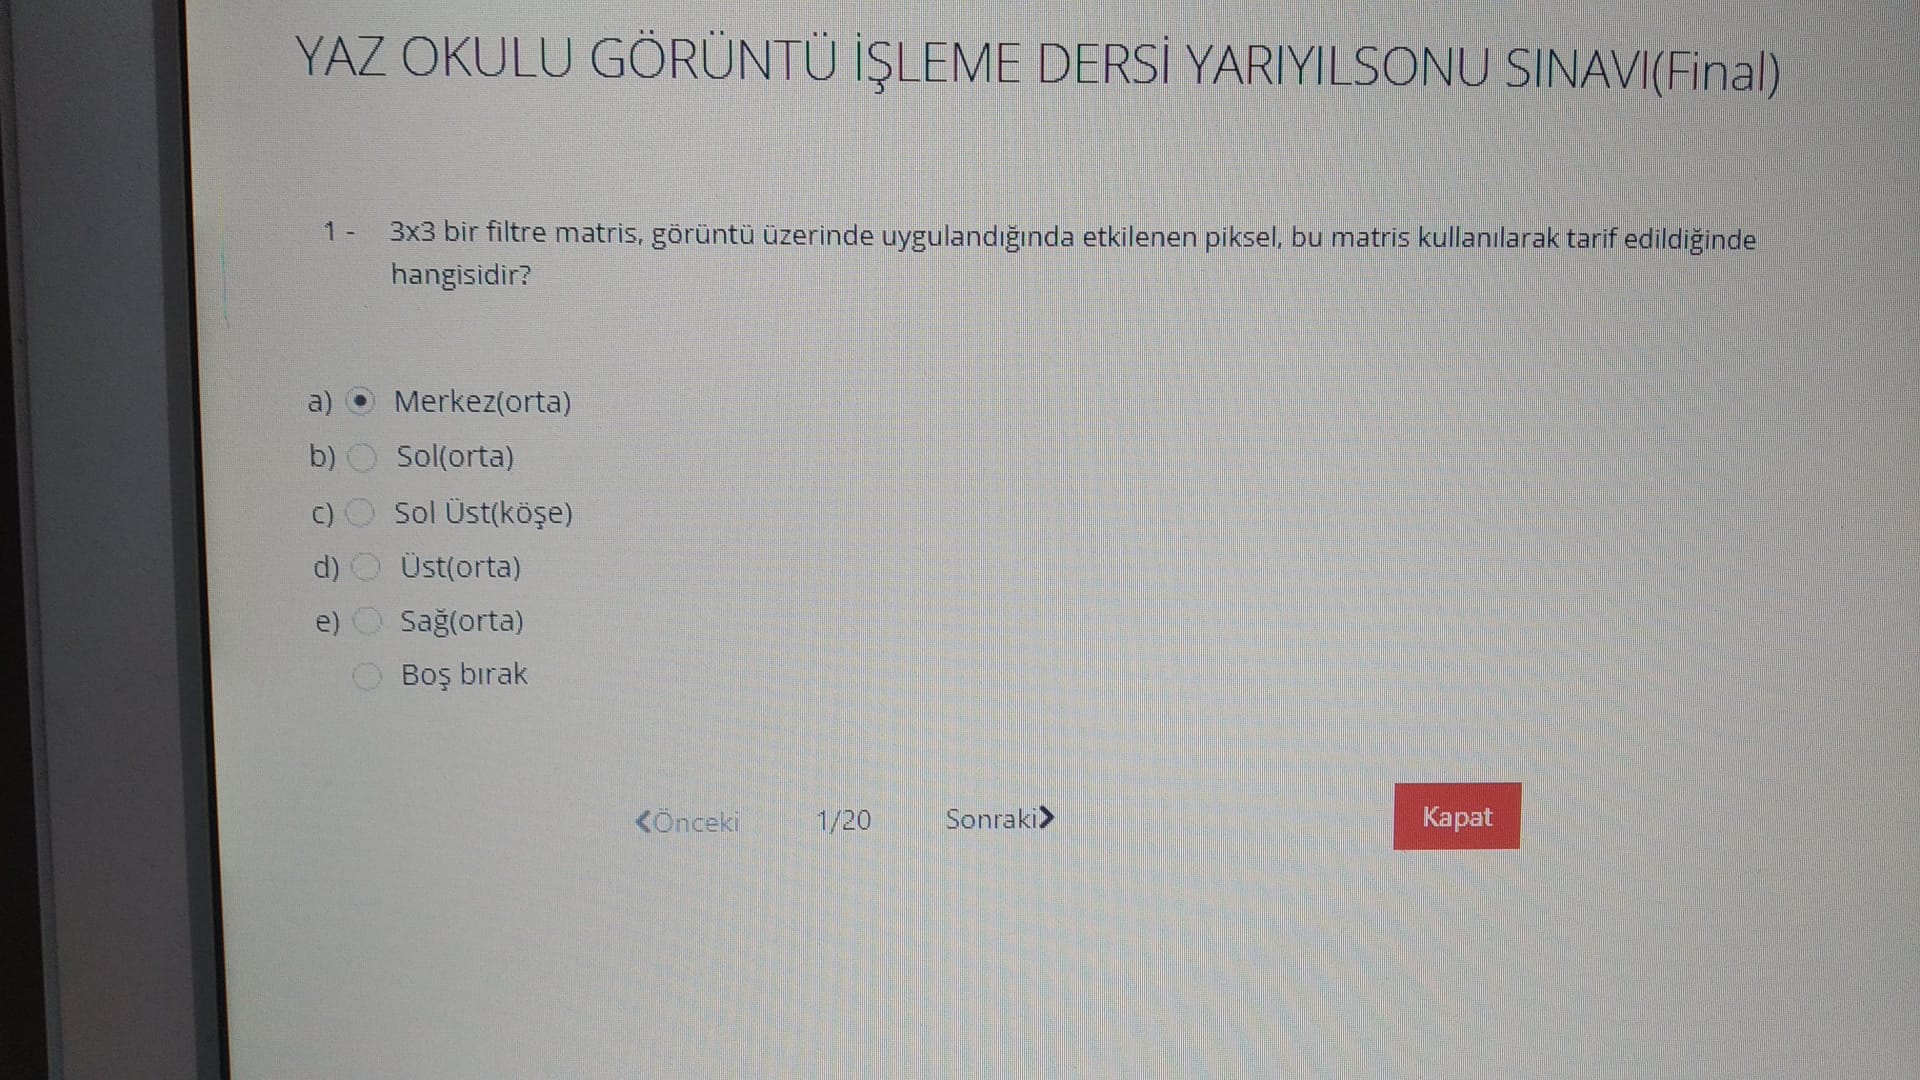 YAZ OKULU GÖRÜNTÜ İŞLEME DERSİ YARIYILSONU SINAVI(Final)
1 - 3x3 bir filtre matris, görüntü üzerinde uygulandığında etkilenen piksel, bu matris kullanılarak tarif edildiğinde
hangisidir?
a) Merkez(orta)
b) Sol(orta)
c) Sol Üst(köşe)
d) Üst(orta)
e) Sağ(orta)
Boş bırak
Önceki 1/20 Sonraki Kapat